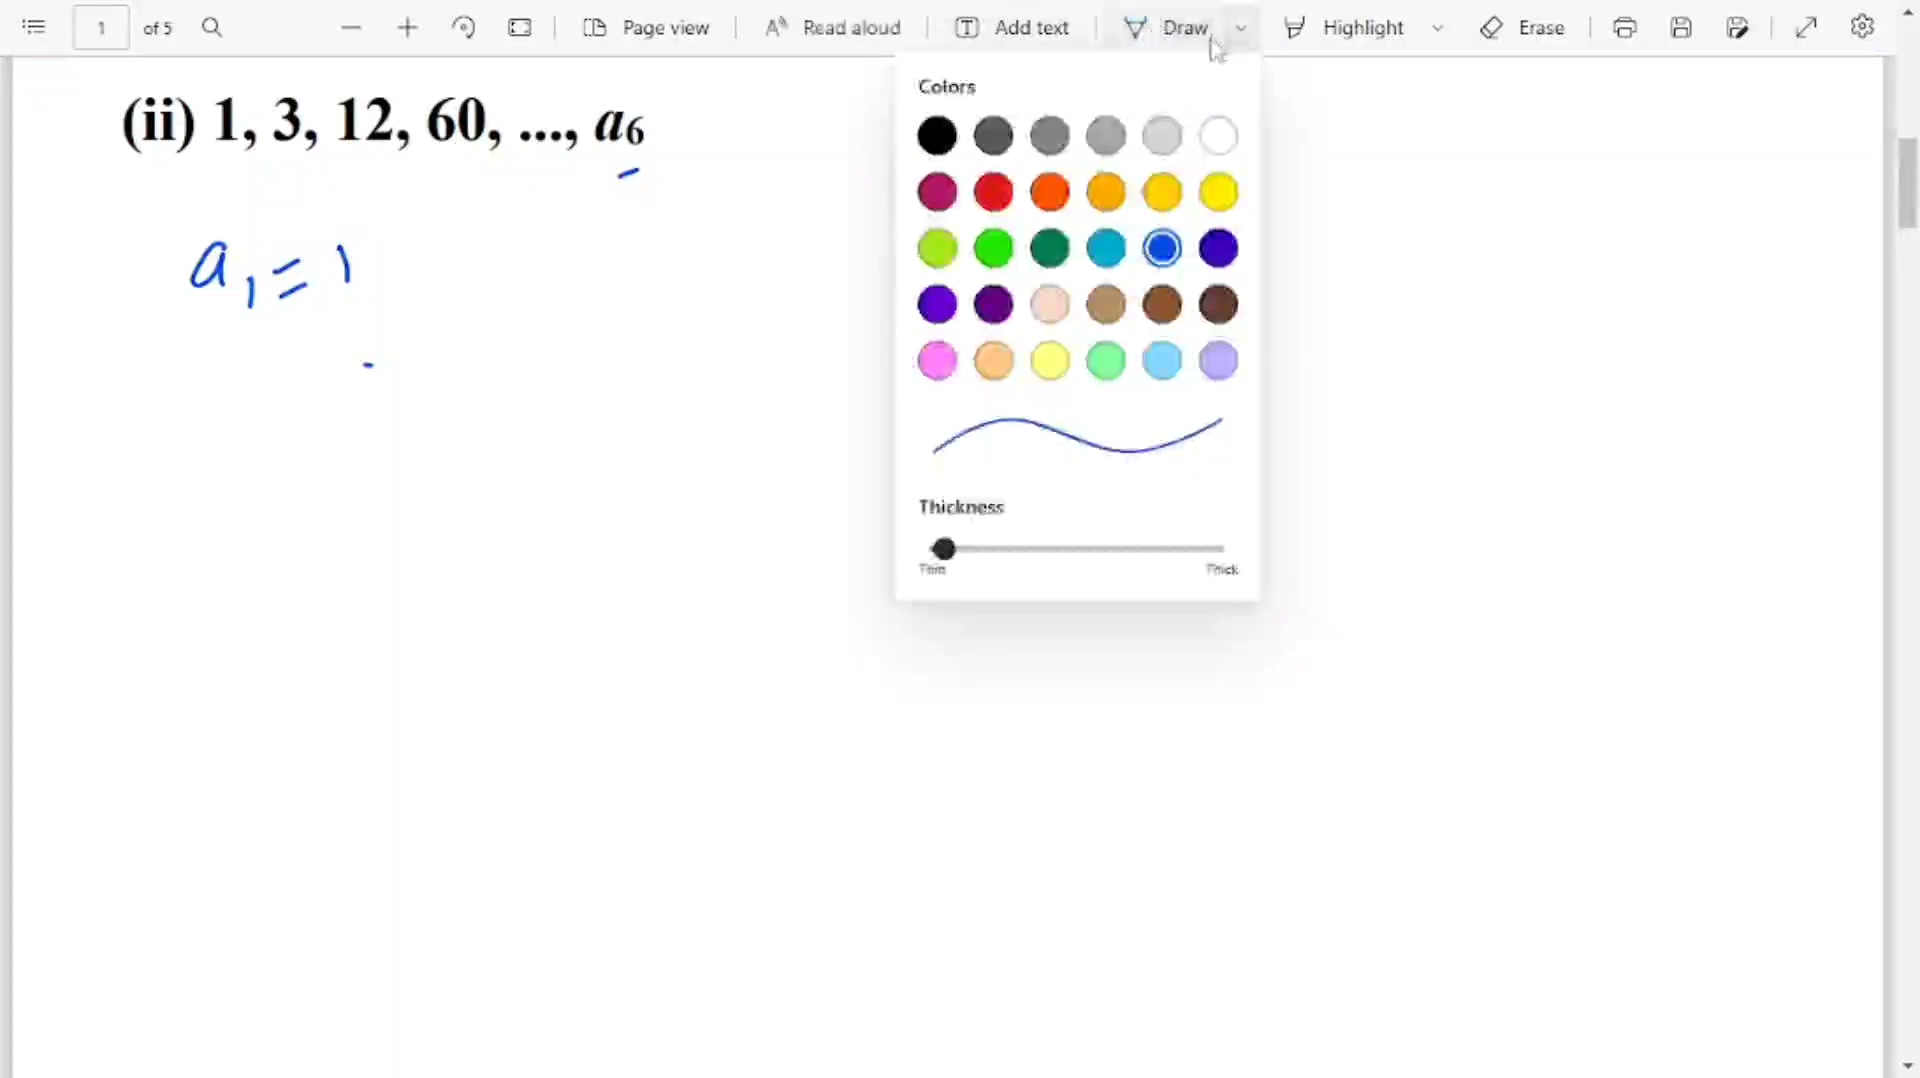 1 of 5 Page view Read aloud Add text Draw Highlight Erase
(ii) 1, 3, 12, 60, ..., a₆
a₁ = 1
Colors
Thickness
Thin Thick